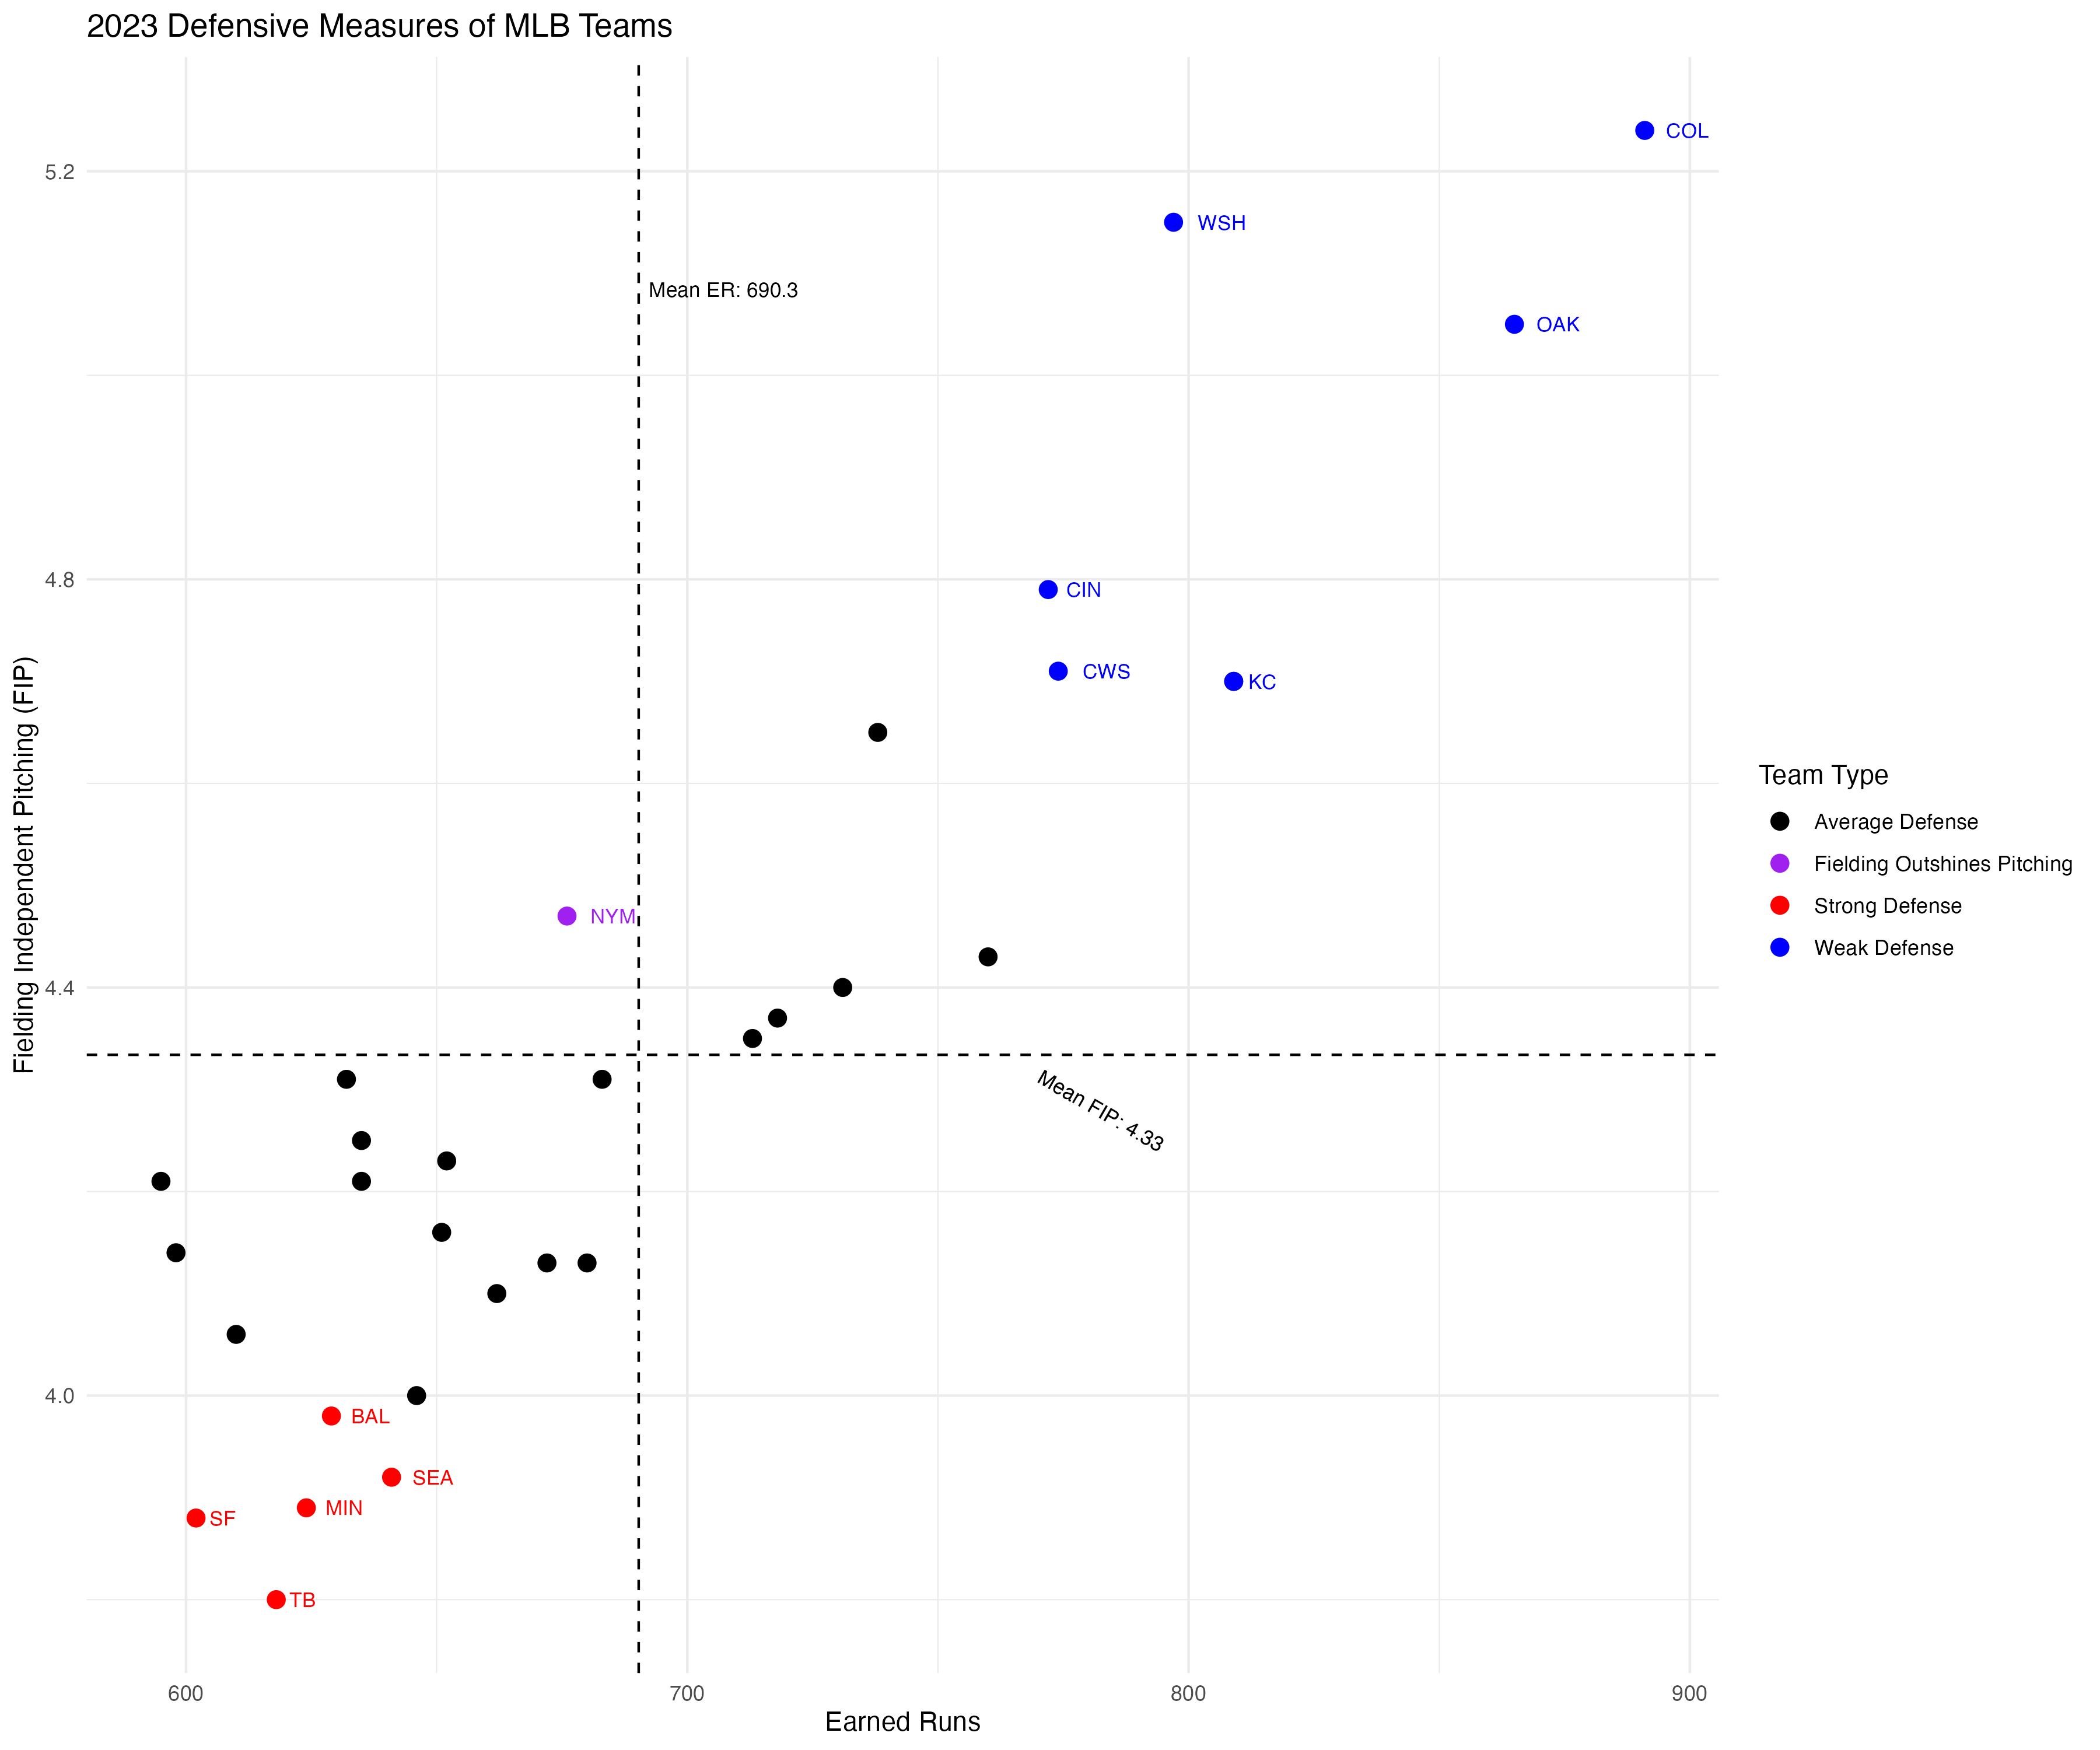 2023 Defensive Measures of MLB Teams
Fielding Independent Pitching (FIP)
5.2
4.8
4.4
4.0
COL
WSH
Mean ER: 690.3
OAK
CIN
CWS
KC
NYM
Mean FIP: 4.33
BAL
SEA
MIN
SF
TB
600
700
800
900
Earned Runs
Team Type
Average Defense
Fielding Outshines Pitching
Strong Defense
Weak Defense